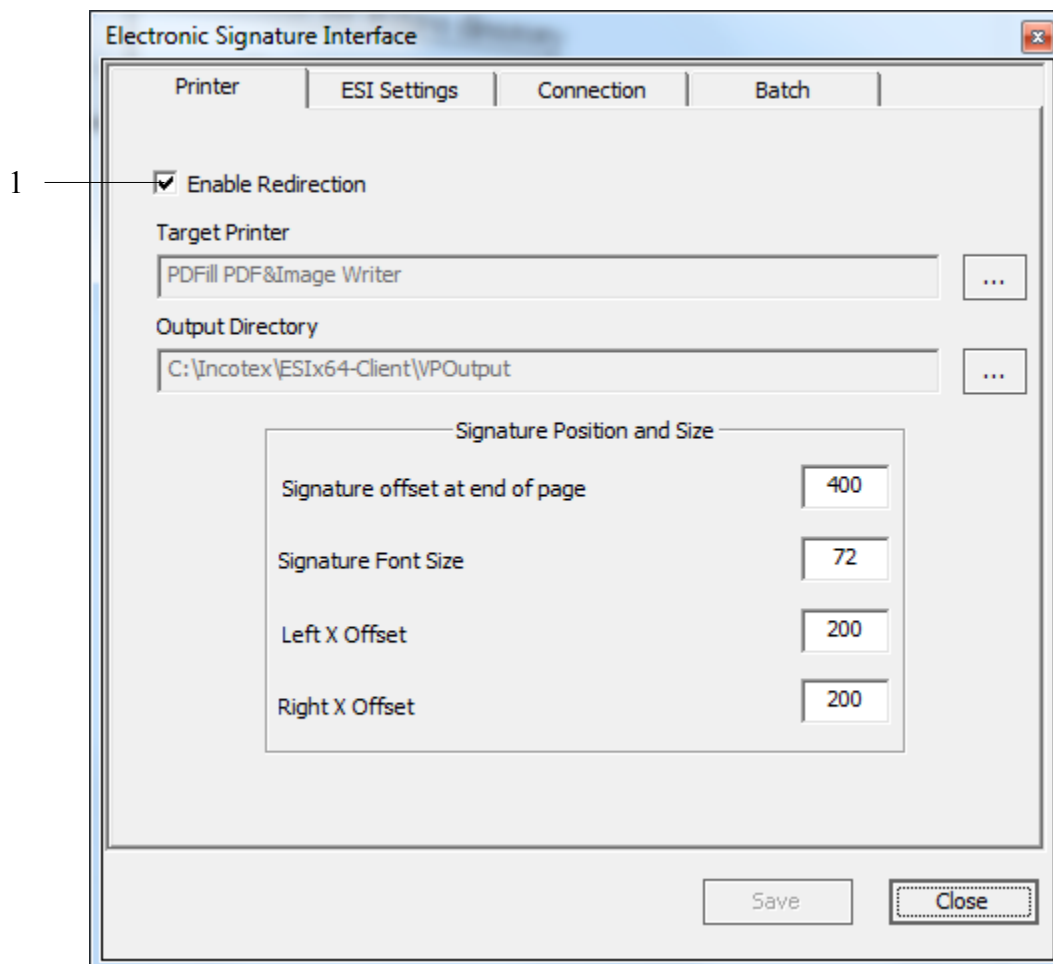 Electronic Signature Interface
Printer ESI Settings Connection Batch
1
Enable Redirection
Target Printer
PDFill PDF&Image Writer
...
Output Directory
C:\Incotex\ESIx64-Client\VPOutput
...
Signature Position and Size
Signature offset at end of page 400
Signature Font Size 72
Left X Offset 200
Right X Offset 200
Save Close